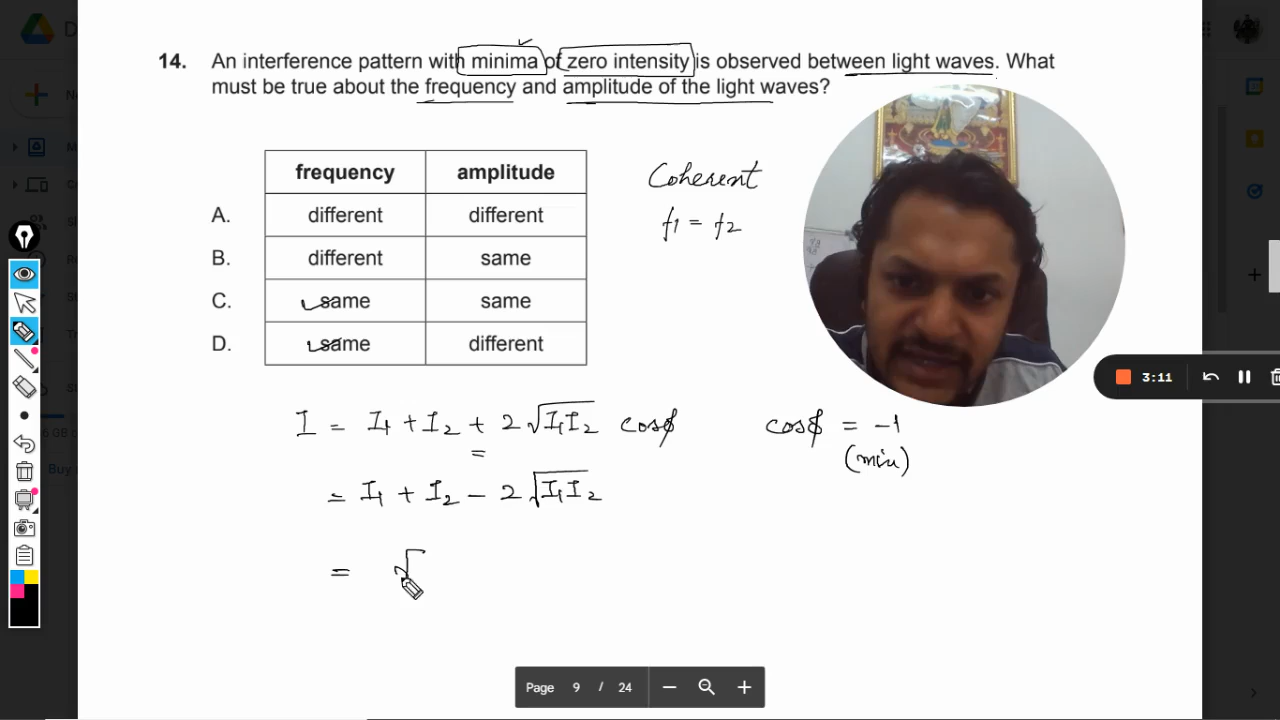 14. An interference pattern with minima of zero intensity is observed between light waves. What
must be true about the frequency and amplitude of the light waves?
frequency amplitude
A. different different
B. different same
C. same same
D. same different
Coherent
f1 = f2
I = I1 + I2 + 2√I1I2 cosϕ cosϕ = -1
(min)
= I1 + I2 - 2√I1I2
= √
3:11
Page 9 / 24